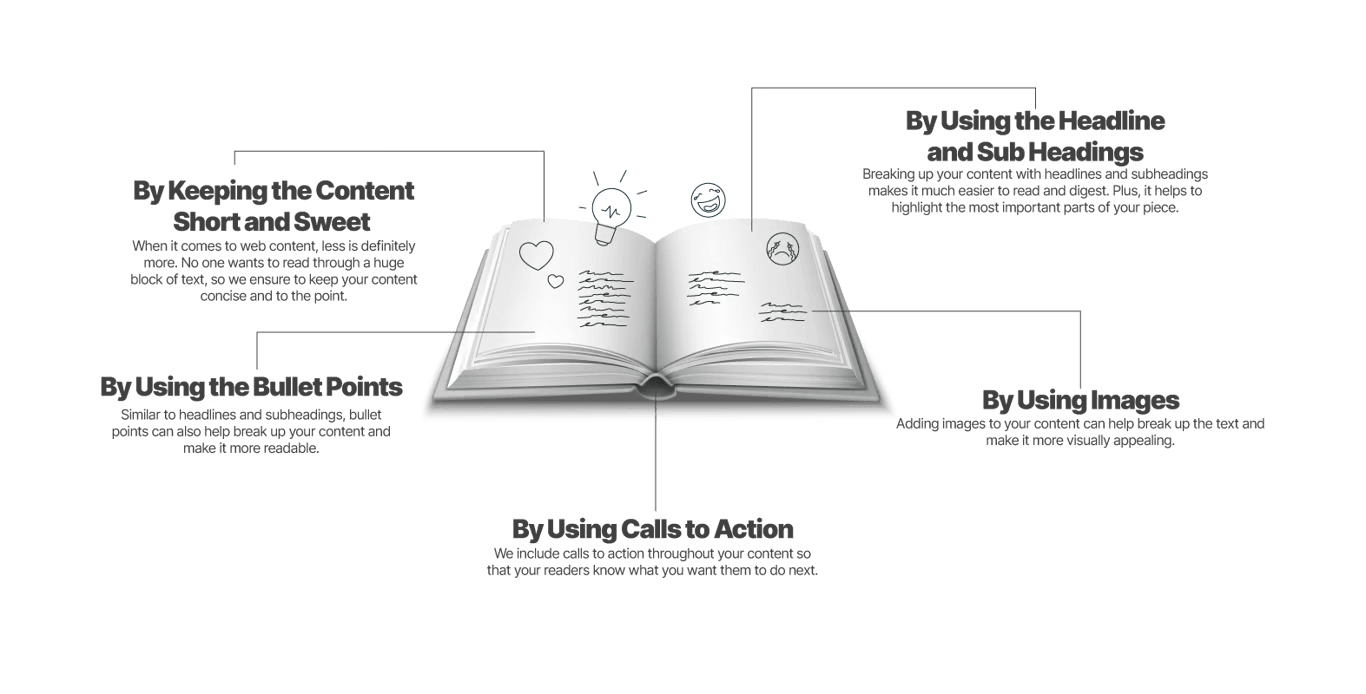 By Keeping the Content
Short and Sweet
When it comes to web content, less is definitely
more. No one wants to read through a huge
block of text, so we ensure to keep your content
concise and to the point.
By Using the Headline
and Sub Headings
Breaking up your content with headlines and subheadings
makes it much easier to read and digest. Plus, it helps to
highlight the most important parts of your piece.
By Using the Bullet Points
Similar to headlines and subheadings, bullet
points can also help break up your content and
make it more readable.
By Using Images
Adding images to your content can help break up the text and
make it more visually appealing.
By Using Calls to Action
We include calls to action throughout your content so
that your readers know what you want them to do next.